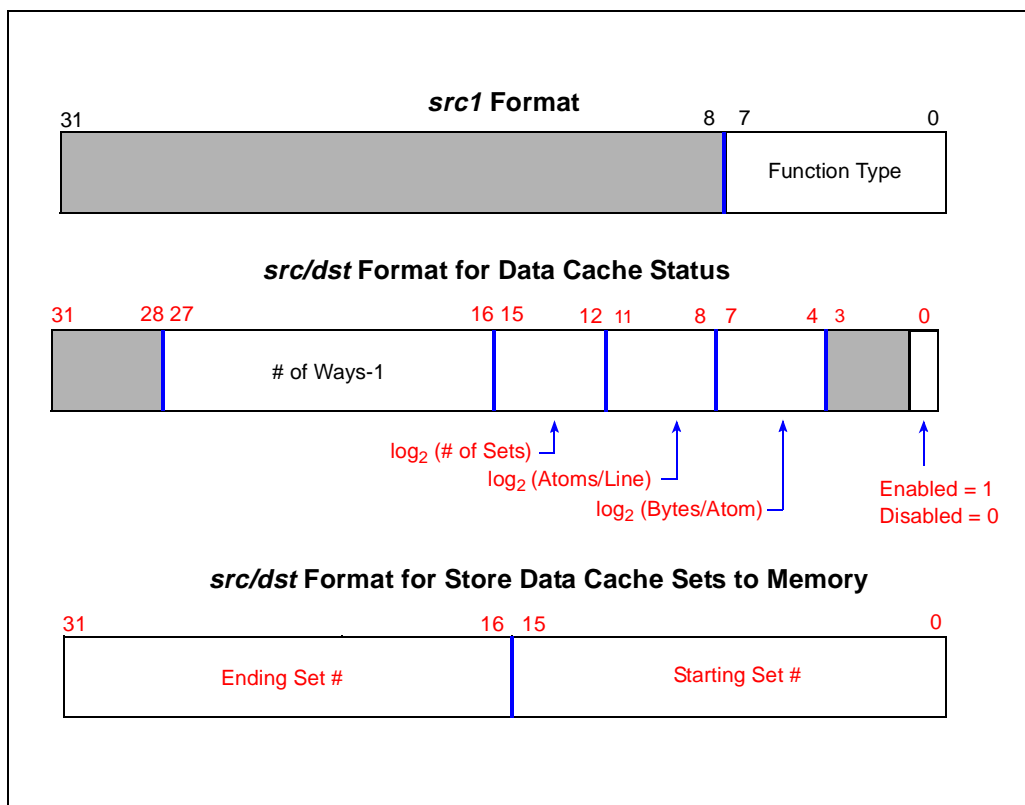 src1 Format
31 8 7 0
Function Type
src/dst Format for Data Cache Status
31 28 27 16 15 12 11 8 7 4 3 0
# of Ways-1
log2 (# of Sets)
log2 (Atoms/Line)
log2 (Bytes/Atom)
Enabled = 1
Disabled = 0
src/dst Format for Store Data Cache Sets to Memory
31 16 15 0
Ending Set # Starting Set #